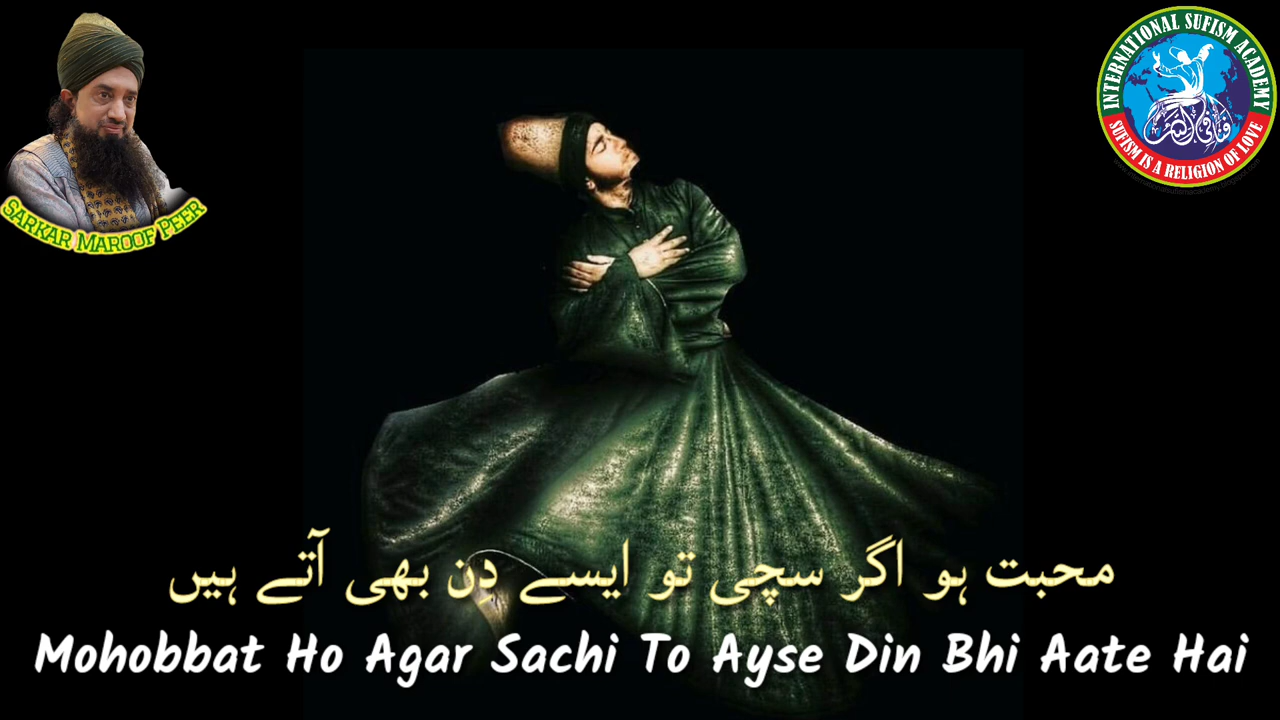 INTERNATIONAL SUFISM ACADEMY
SUFISM IS A RELIGION OF LOVE
SARKAR MAROOF PEER
محبت ہو اگر سچی تو ایسے دِن بھی آتے ہیں
Mohobbat Ho Agar Sachi To Ayse Din Bhi Aate Hai